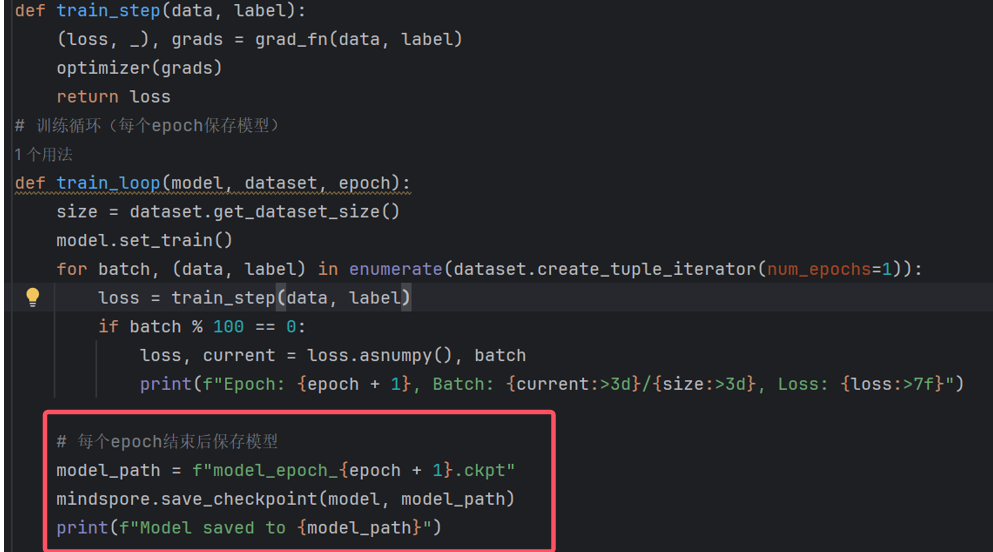 def train_step(data, label):
    (loss, _), grads = grad_fn(data, label)
    optimizer(grads)
    return loss
# 训练循环（每个epoch保存模型）
1 个用法
def train_loop(model, dataset, epoch):
    size = dataset.get_dataset_size()
    model.set_train()
    for batch, (data, label) in enumerate(dataset.create_tuple_iterator(num_epochs=1)):
        loss = train_step(data, label)
        if batch % 100 == 0:
            loss, current = loss.asnumpy(), batch
            print(f"Epoch: {epoch + 1}, Batch: {current:>3d}/{size:>3d}, Loss: {loss:>7f}")
    # 每个epoch结束后保存模型
    model_path = f"model_epoch_{epoch + 1}.ckpt"
    mindspore.save_checkpoint(model, model_path)
    print(f"Model saved to {model_path}")